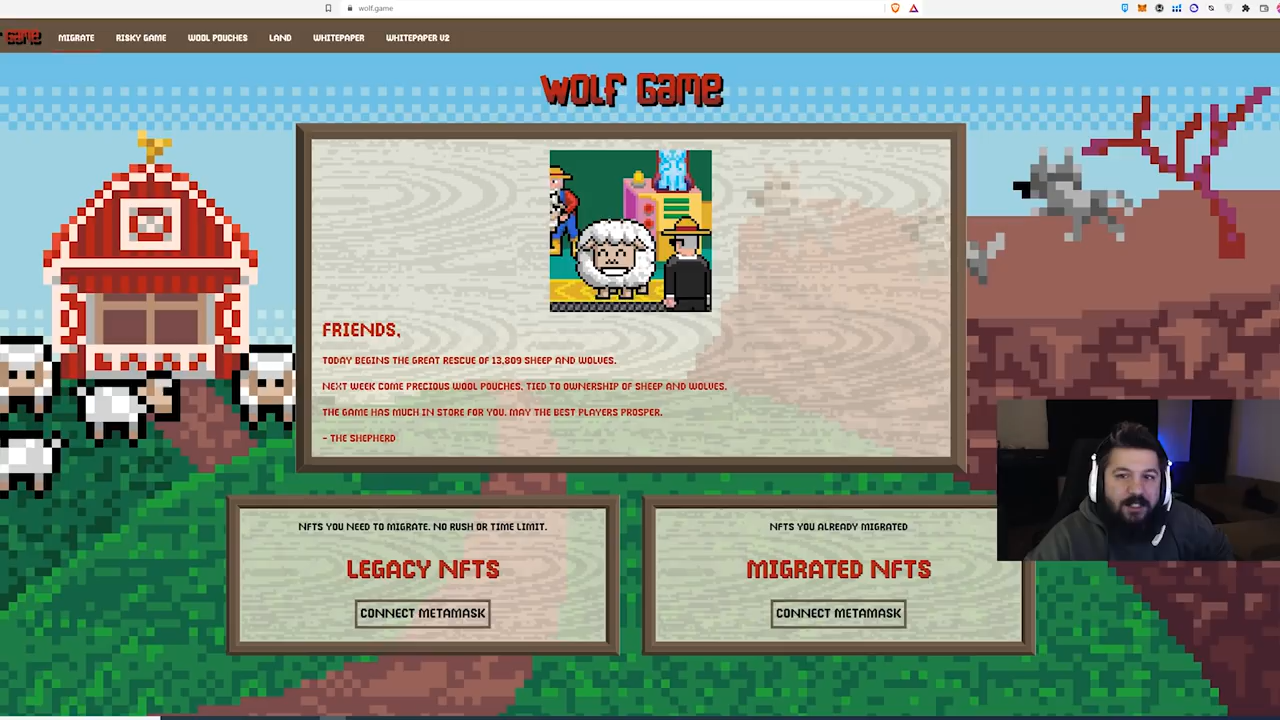 wolf.game
Game
MIGRATE RISKY GAME WOOL POUCHES LAND WHITEPAPER WHITEPAPER V2
WOLF GAME
FRIENDS,
TODAY BEGINS THE GREAT RESCUE OF 13,809 SHEEP AND WOLVES.
NEXT WEEK COME PRECIOUS WOOL POUCHES, TIED TO OWNERSHIP OF SHEEP AND WOLVES.
THE GAME HAS MUCH IN STORE FOR YOU. MAY THE BEST PLAYERS PROSPER.
- THE SHEPHERD
NFTS YOU NEED TO MIGRATE. NO RUSH OR TIME LIMIT.
LEGACY NFTS
CONNECT METAMASK
NFTS YOU ALREADY MIGRATED
MIGRATED NFTS
CONNECT METAMASK